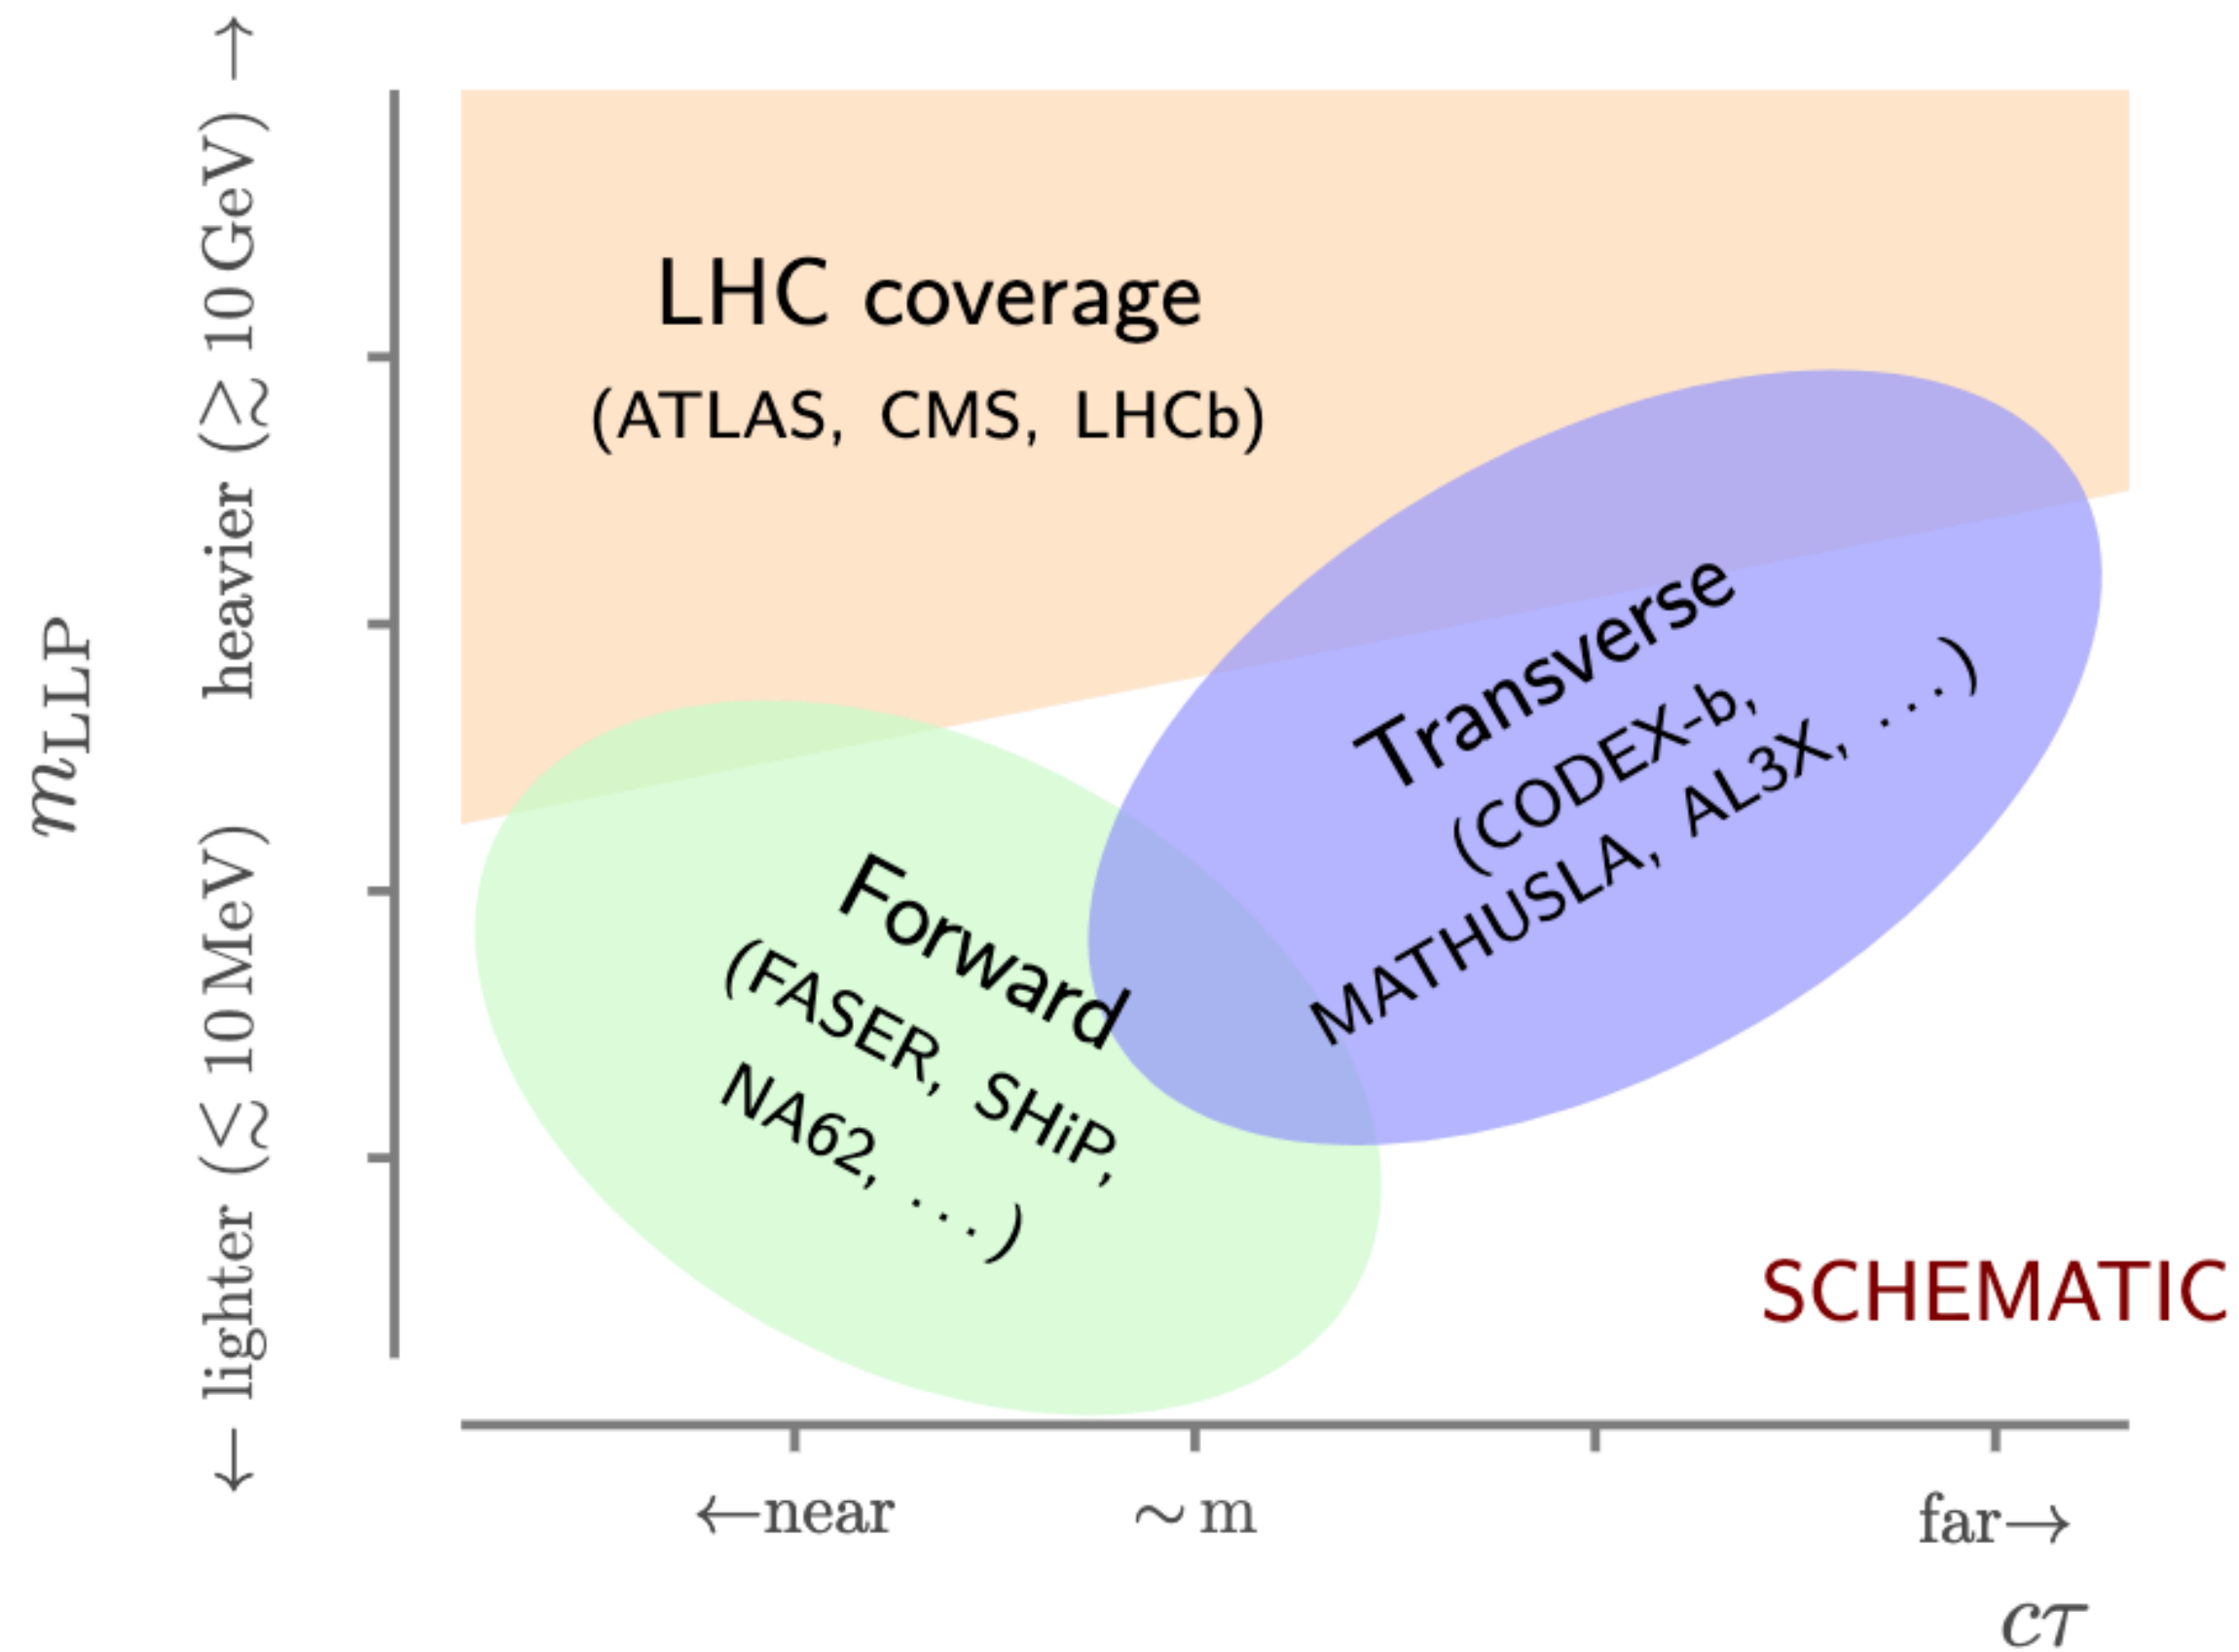 LHC coverage
(ATLAS, CMS, LHCb)
Transverse
(CODEX-b,
MATHUSLA, AL3X, ...)
Forward
(FASER, SHiP,
NA62, ...)
SCHEMATIC
m_LLP
← lighter (≲ 10 MeV) heavier (≳ 10 GeV) →
←near ∼m far→
cτ